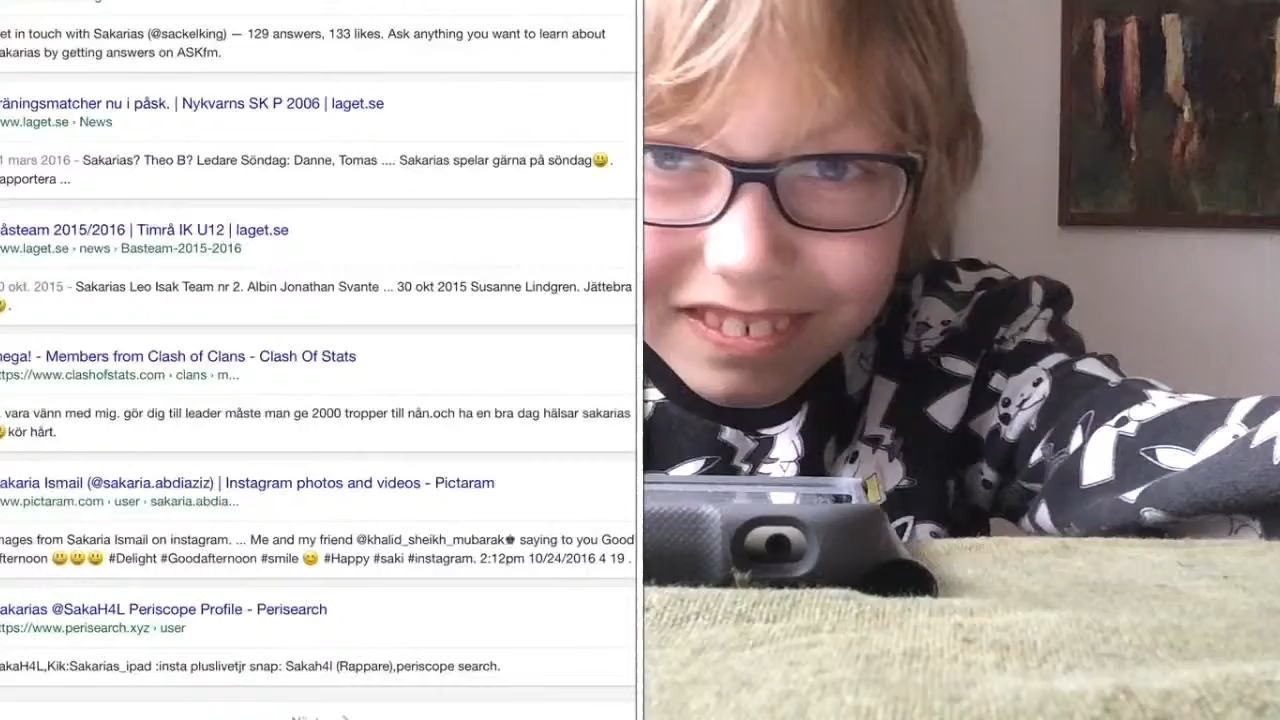 et in touch with Sakarias (@sackelking) — 129 answers, 133 likes. Ask anything you want to learn about
akarias by getting answers on ASKfm.
räningsmatcher nu i påsk. | Nykvarns SK P 2006 | laget.se
ww.laget.se › News
1 mars 2016 - Sakarias? Theo B? Ledare Söndag: Danne, Tomas .... Sakarias spelar gärna på söndag😃.
apportera ...
åsteam 2015/2016 | Timrå IK U12 | laget.se
ww.laget.se › news › Basteam-2015-2016
0 okt. 2015 - Sakarias Leo Isak Team nr 2. Albin Jonathan Svante ... 30 okt 2015 Susanne Lindgren. Jättebra
😃.
nega! - Members from Clash of Clans - Clash Of Stats
ttps://www.clashofstats.com › clans › m...
vara vänn med mig. gör dig till leader måste man ge 2000 tropper till nån.och ha en bra dag hälsar sakarias
😃kör hårt.
akaria Ismail (@sakaria.abdiaziz) | Instagram photos and videos - Pictaram
ww.pictaram.com › user › sakaria.abdia...
mages from Sakaria Ismail on instagram. ... Me and my friend @khalid_sheikh_mubarak♚ saying to you Good
fternoon 😃😃😃 #Delight #Goodafternoon #smile 😊 #Happy #saki #instagram. 2:12pm 10/24/2016 4 19 .
akarias @SakaH4L Periscope Profile - Perisearch
ttps://www.perisearch.xyz › user
akaH4L,Kik:Sakarias_ipad :insta pluslivetjr snap: Sakah4l (Rappare),periscope search.